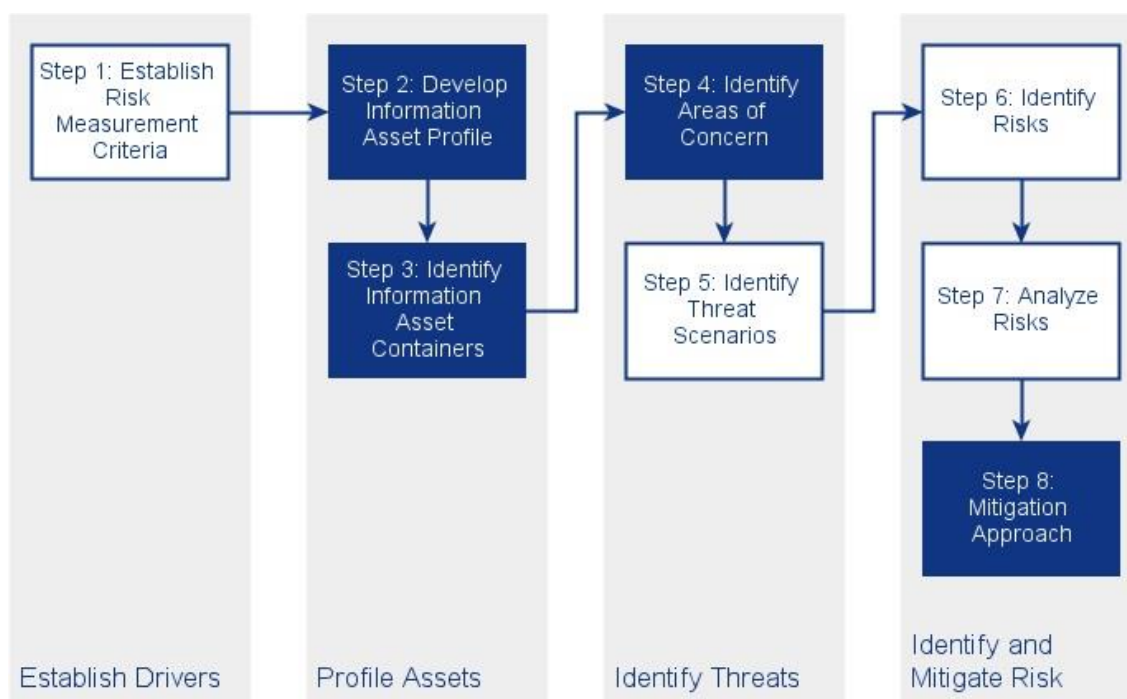 Step 1: Establish
Risk
Measurement
Criteria
Step 2: Develop
Information
Asset Profile
Step 3: Identify
Information
Asset
Containers
Step 4: Identify
Areas of
Concern
Step 5: Identify
Threat
Scenarios
Step 6: Identify
Risks
Step 7: Analyze
Risks
Step 8:
Mitigation
Approach
Establish Drivers
Profile Assets
Identify Threats
Identify and
Mitigate Risk